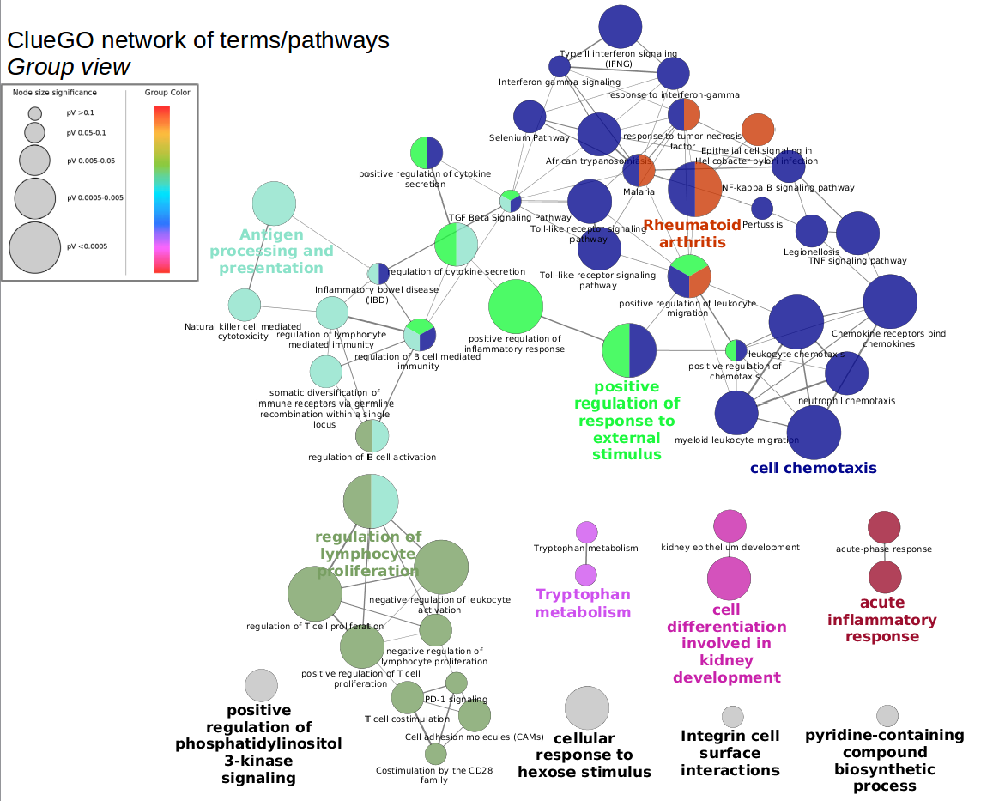 ClueGO network of terms/pathways
Group view
Node size significance
Group Color
pV >0.1
pV 0.05-0.1
pV 0.005-0.05
pV 0.0005-0.005
pV <0.0005
Type II interferon signaling
(IFNG)
Interferon gamma signaling
response to interferon-gamma
Selenium Pathway
response to tumor necrosis
factor
Epithelial cell signaling in
Helicobacter pylori infection
African trypanosomiasis
Malaria
NF-kappa B signaling pathway
positive regulation of cytokine
secretion
TGF Beta Signaling Pathway
Toll-like receptor signaling
pathway
Rheumatoid
arthritis
Pertussis
Legionellosis
TNF signaling pathway
Antigen
processing and
presentation
regulation of cytokine secretion
Toll-like receptor signaling
pathway
Inflammatory bowel disease
(IBD)
positive regulation of leukocyte
migration
Natural killer cell mediated
cytotoxicity
regulation of lymphocyte
mediated immunity
regulation of B cell mediated
immunity
positive regulation of
inflammatory response
Chemokine receptors bind
chemokines
leukocyte chemotaxis
positive regulation of
chemotaxis
neutrophil chemotaxis
somatic diversification of
immune receptors via germline
recombination within a single
locus
positive
regulation of
response to
external
stimulus
myeloid leukocyte migration
cell chemotaxis
regulation of B cell activation
regulation of
lymphocyte
proliferation
negative regulation of leukocyte
activation
regulation of T cell proliferation
negative regulation of
lymphocyte proliferation
positive regulation of T cell
proliferation
PD-1 signaling
T cell costimulation
Cell adhesion molecules (CAMs)
Costimulation by the CD28
family
Tryptophan metabolism
Tryptophan
metabolism
kidney epithelium development
cell
differentiation
involved in
kidney
development
acute-phase response
acute
inflammatory
response
positive
regulation of
phosphatidylinositol
3-kinase
signaling
cellular
response to
hexose stimulus
Integrin cell
surface
interactions
pyridine-containing
compound
biosynthetic
process